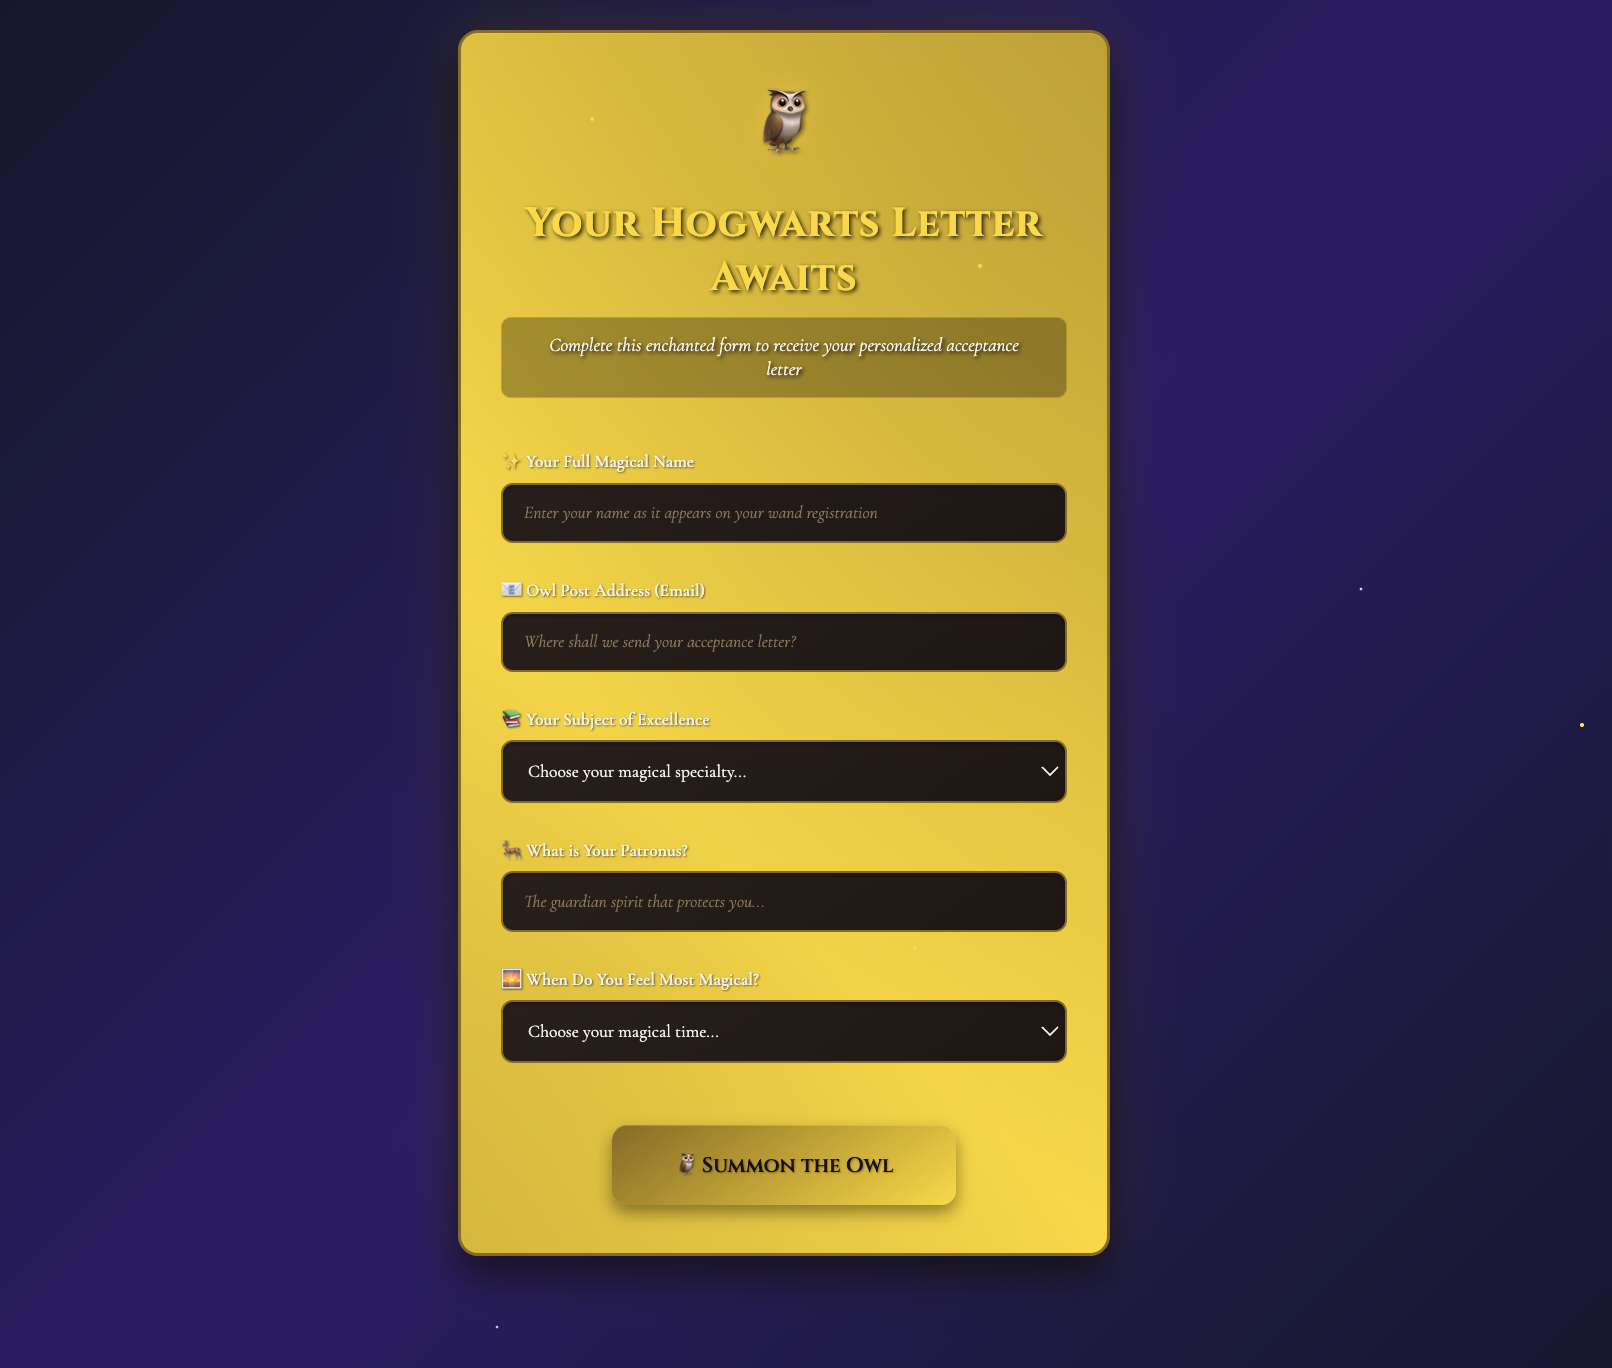 Your Hogwarts Letter
Awaits
Complete this enchanted form to receive your personalized acceptance
letter
✨ Your Full Magical Name
Enter your name as it appears on your wand registration
📧 Owl Post Address (Email)
Where shall we send your acceptance letter?
📚 Your Subject of Excellence
Choose your magical specialty...
🦌 What is Your Patronus?
The guardian spirit that protects you...
🌅 When Do You Feel Most Magical?
Choose your magical time...
🦉 Summon the Owl